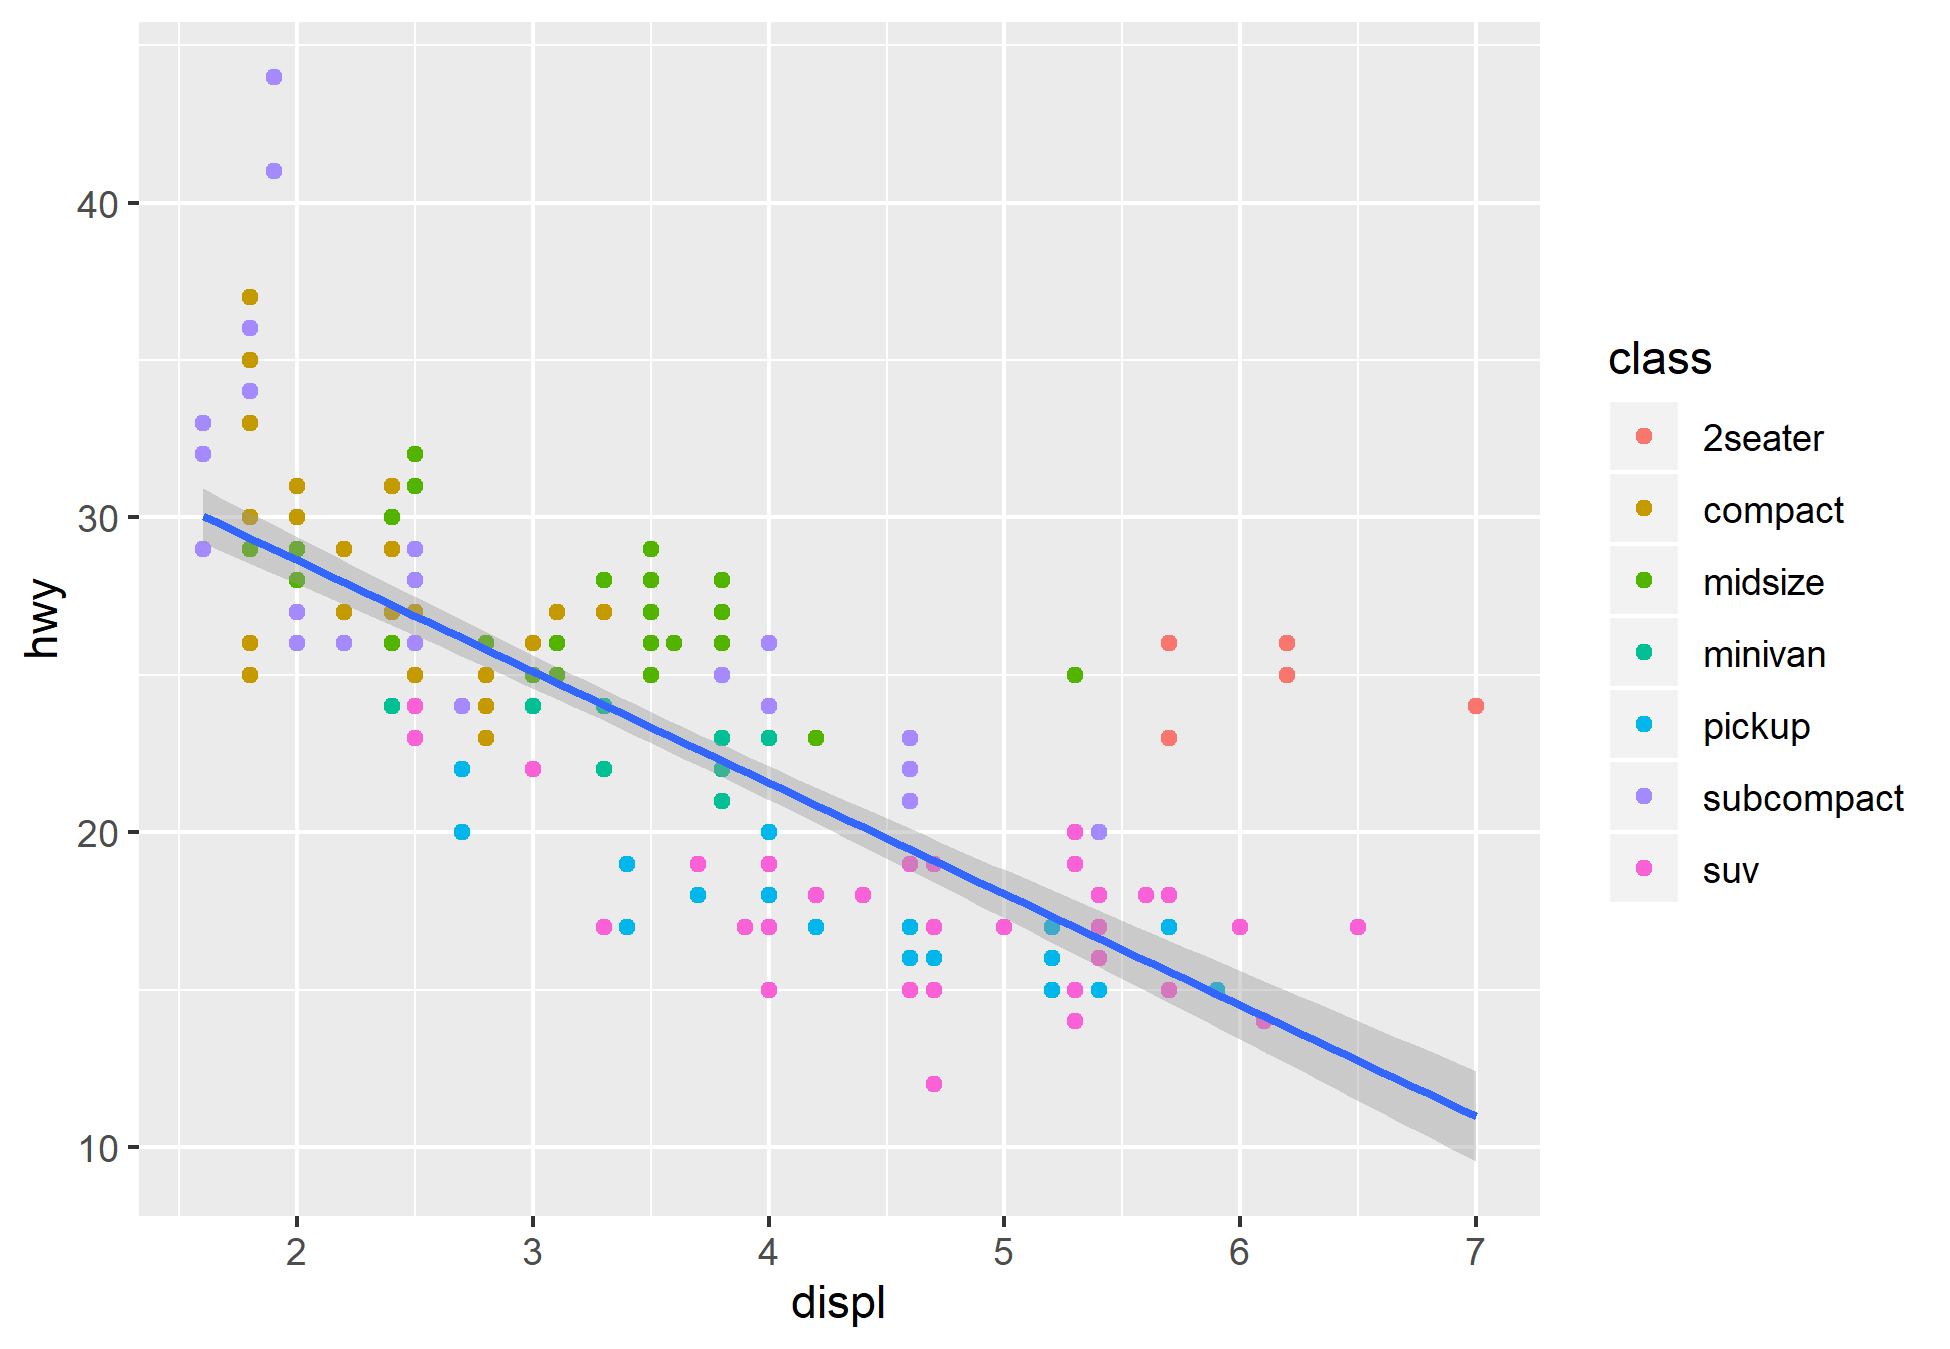 hwy
40
30
20
10
2 3 4 5 6 7
displ
class
2seater
compact
midsize
minivan
pickup
subcompact
suv